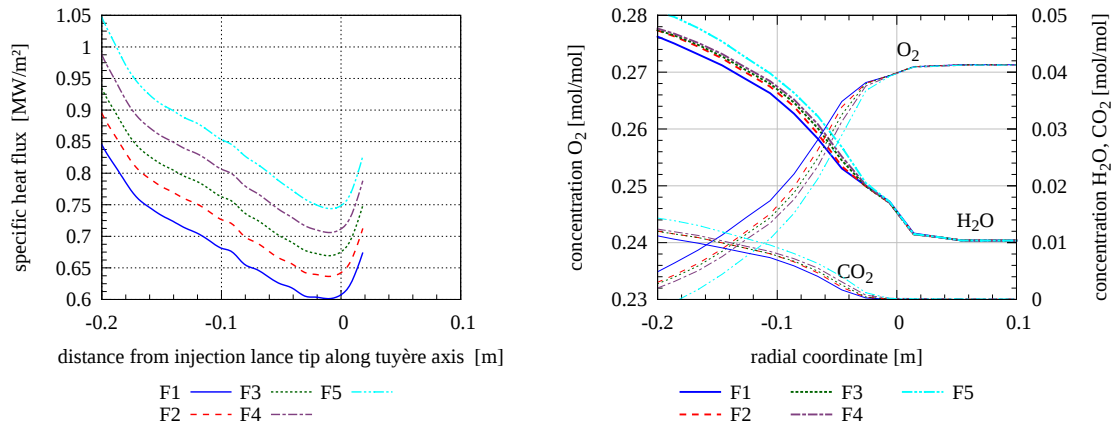 specific heat flux [MW/m²]
1.05
1
0.95
0.9
0.85
0.8
0.75
0.7
0.65
0.6
-0.2
-0.1
0
0.1
distance from injection lance tip along tuyère axis [m]
F1 F3 F5
F2 F4
concentration O₂ [mol/mol]
0.28
0.27
0.26
0.25
0.24
0.23
O₂
H₂O
CO₂
0.05
0.04
0.03
0.02
0.01
0
concentration H₂O, CO₂ [mol/mol]
-0.2
-0.1
0
0.1
radial coordinate [m]
F1 F3 F5
F2 F4